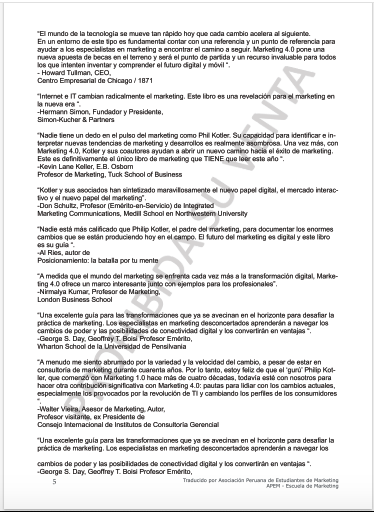 "El mundo de la tecnología se mueve tan rápido hoy que cada cambio acelera al siguiente.
En un entorno de este tipo es fundamental contar con una referencia y un punto de referencia para
ayudar a los especialistas en marketing a encontrar el camino a seguir. Marketing 4.0 pone una
nueva apuesta de becas en el terreno y será el punto de partida y un recurso invaluable para todos
los que intenten inventar y comprender el futuro digital y móvil ".
- Howard Tullman, CEO,
Centro Empresarial de Chicago / 1871
"Internet e IT cambian radicalmente el marketing. Este libro es una revelación para el marketing en
la nueva era ".
-Hermann Simon, Fundador y Presidente,
Simon-Kucher & Partners
"Nadie tiene un dedo en el pulso del marketing como Phil Kotler. Su capacidad para identificar e in-
terpretar nuevas tendencias de marketing y desarrollos es realmente asombrosa. Una vez más, con
Marketing 4.0, Kotler y sus coautores ayudan a abrir un nuevo camino hacia el éxito de marketing.
Este es definitivamente el único libro de marketing que TIENE que leer este año ".
-Kevin Lane Keller, E.B. Osborn
Profesor de Marketing, Tuck School of Business
"Kotler y sus asociados han sintetizado maravillosamente el nuevo papel digital, el mercado interac-
tivo y el nuevo papel del marketing".
-Don Schultz, Profesor (Emérito-en-Servicio) de Integrated
Marketing Communications, Medill School en Northwestern University
"Nadie está más calificado que Philip Kotler, el padre del marketing, para documentar los enormes
cambios que se están produciendo hoy en el campo. El futuro del marketing es digital y este libro
es su guía ".
-Al Ries, autor de
Posicionamiento: la batalla por tu mente
"A medida que el mundo del marketing se enfrenta cada vez más a la transformación digital, Marke-
ting 4.0 ofrece un marco interesante junto con ejemplos para los profesionales".
-Nirmalya Kumar, Profesor de Marketing,
London Business School
"Una excelente guía para las transformaciones que ya se avecinan en el horizonte para desafiar la
práctica de marketing. Los especialistas en marketing desconcertados aprenderán a navegar los
cambios de poder y las posibilidades de conectividad digital y los convertirán en ventajes ".
-George S. Day, Geoffrey T. Boisi Profesor Emérito,
Wharton School de la Universidad de Pensilvania
"A menudo me siento abrumado por la variedad y la velocidad del cambio, a pesar de estar en
consultoría de marketing durante cuarenta años. Por lo tanto, estoy feliz de que el 'gurú' Philip Kot-
ler, que comenzó con Marketing 1.0 hace más de cuatro décadas, todavía esté con nosotros para
hacer otra contribución significativa con Marketing 4.0: pautas para lidiar con los cambios actuales,
especialmente los provocados por la revolución de TI y cambiando los perfiles de los consumidores
".
-Walter Vieira, Asesor de Marketing, Autor,
Profesor visitante, ex Presidente de
Consejo Internacional de Institutos de Consultoría Gerencial
"Una excelente guía para las transformaciones que ya se avecinan en el horizonte para desafiar la
práctica de marketing. Los especialistas en marketing desconcertados aprenderán a navegar los
cambios de poder y las posibilidades de conectividad digital y los convertirán en ventajes ".
-George S. Day, Geoffrey T. Boisi Profesor Emérito,
5
Traducido por Asociación Peruana de Estudiantes de Marketing
APEM - Escuela de Marketing
PROHIBIDA SU VENTA